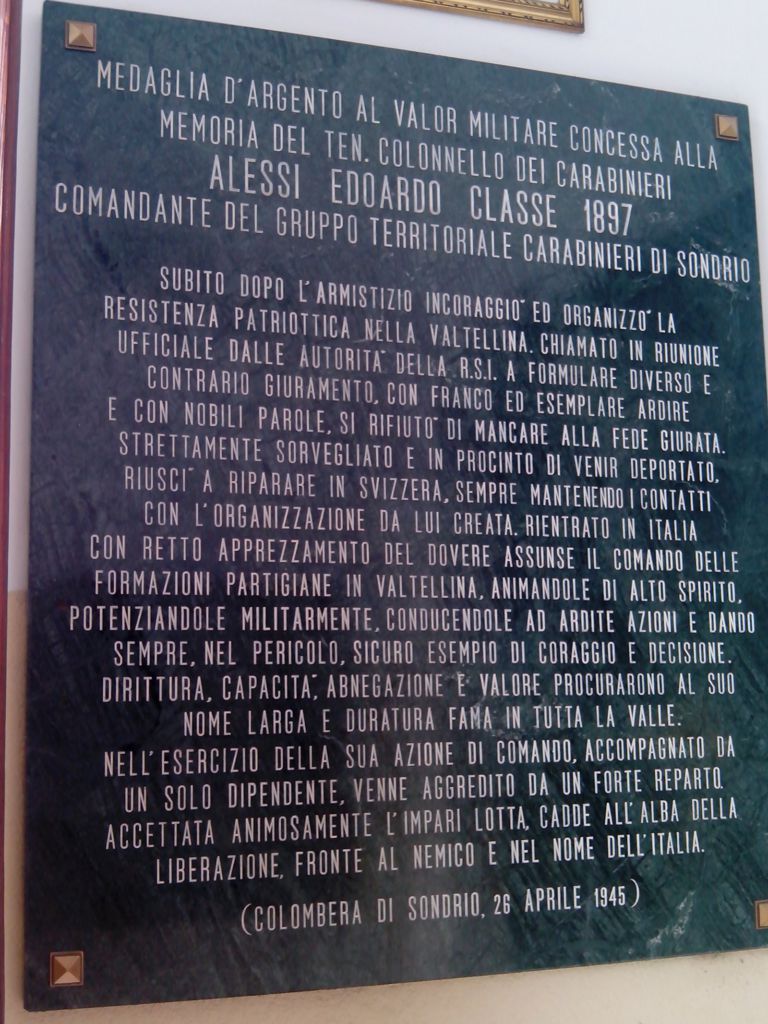 MEDAGLIA D'ARGENTO AL VALOR MILITARE CONCESSA ALLA
MEMORIA DEL TEN. COLONNELLO DEI CARABINIERI
ALESSI EDOARDO CLASSE 1897
COMANDANTE DEL GRUPPO TERRITORIALE CARABINIERI DI SONDRIO
SUBITO DOPO L'ARMISTIZIO INCORAGGIO' ED ORGANIZZO' LA
RESISTENZA PATRIOTTICA NELLA VALTELLINA. CHIAMATO IN RIUNIONE
UFFICIALE DALLE AUTORITA' DELLA R.S.I. A FORMULARE DIVERSO E
CONTRARIO GIURAMENTO, CON FRANCO ED ESEMPLARE ARDIRE
E CON NOBILI PAROLE, SI RIFIUTO' DI MANCARE ALLA FEDE GIURATA.
STRETTAMENTE SORVEGLIATO E IN PROCINTO DI VENIR DEPORTATO,
RIUSCI' A RIPARARE IN SVIZZERA, SEMPRE MANTENENDO I CONTATTI
CON L'ORGANIZZAZIONE DA LUI CREATA. RIENTRATO IN ITALIA
CON RETTO APPREZZAMENTO DEL DOVERE ASSUNSE IL COMANDO DELLE
FORMAZIONI PARTIGIANE IN VALTELLINA, ANIMANDOLE DI ALTO SPIRITO,
POTENZIANDOLE MILITARMENTE, CONDUCENDOLE AD ARDITE AZIONI E DANDO
SEMPRE, NEL PERICOLO, SICURO ESEMPIO DI CORAGGIO E DECISIONE.
DIRITTURA, CAPACITA', ABNEGAZIONE E VALORE PROCURARONO AL SUO
NOME LARGA E DURATURA FAMA IN TUTTA LA VALLE.
NELL'ESERCIZIO DELLA SUA AZIONE DI COMANDO, ACCOMPAGNATO DA
UN SOLO DIPENDENTE, VENNE AGGREDITO DA UN FORTE REPARTO.
ACCETTATA ANIMOSAMENTE L'IMPARI LOTTA, CADDE ALL'ALBA DELLA
LIBERAZIONE, FRONTE AL NEMICO E NEL NOME DELL'ITALIA.
(COLOMBERA DI SONDRIO, 26 APRILE 1945)